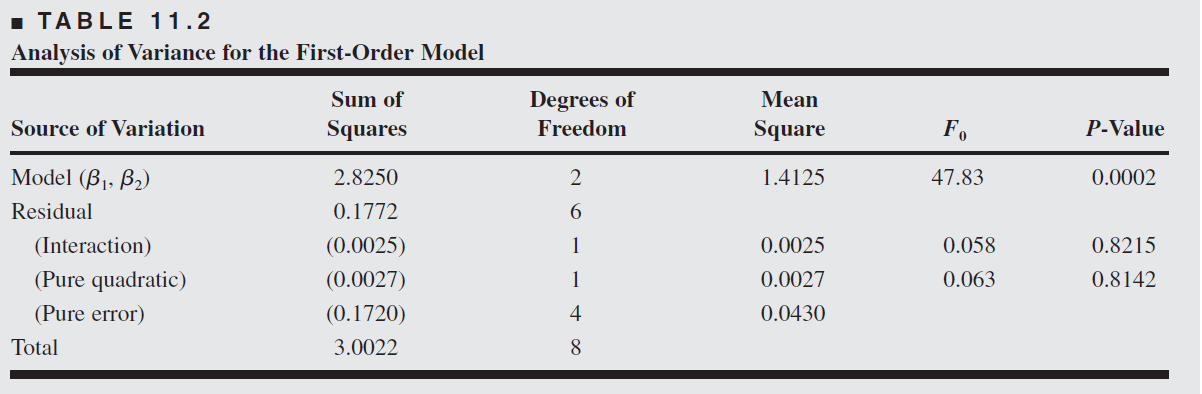 ■ TABLE 11.2
Analysis of Variance for the First-Order Model
Sum of Degrees of Mean
Source of Variation Squares Freedom Square F₀ P-Value
Model (β₁, β₂) 2.8250 2 1.4125 47.83 0.0002
Residual 0.1772 6
(Interaction) (0.0025) 1 0.0025 0.058 0.8215
(Pure quadratic) (0.0027) 1 0.0027 0.063 0.8142
(Pure error) (0.1720) 4 0.0430
Total 3.0022 8